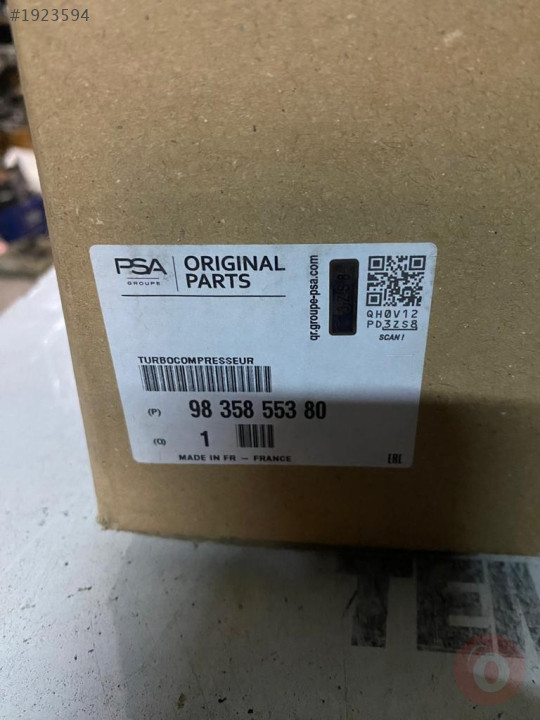 #1923594
PSA
GROUPE
ORIGINAL
PARTS
qr.groupe-psa.com
QH0V12
PD3ZS8
SCAN!
TURBOCOMPRESSEUR
(P) 98 358 553 80
(Q) 1
MADE IN FR - FRANCE
EAC